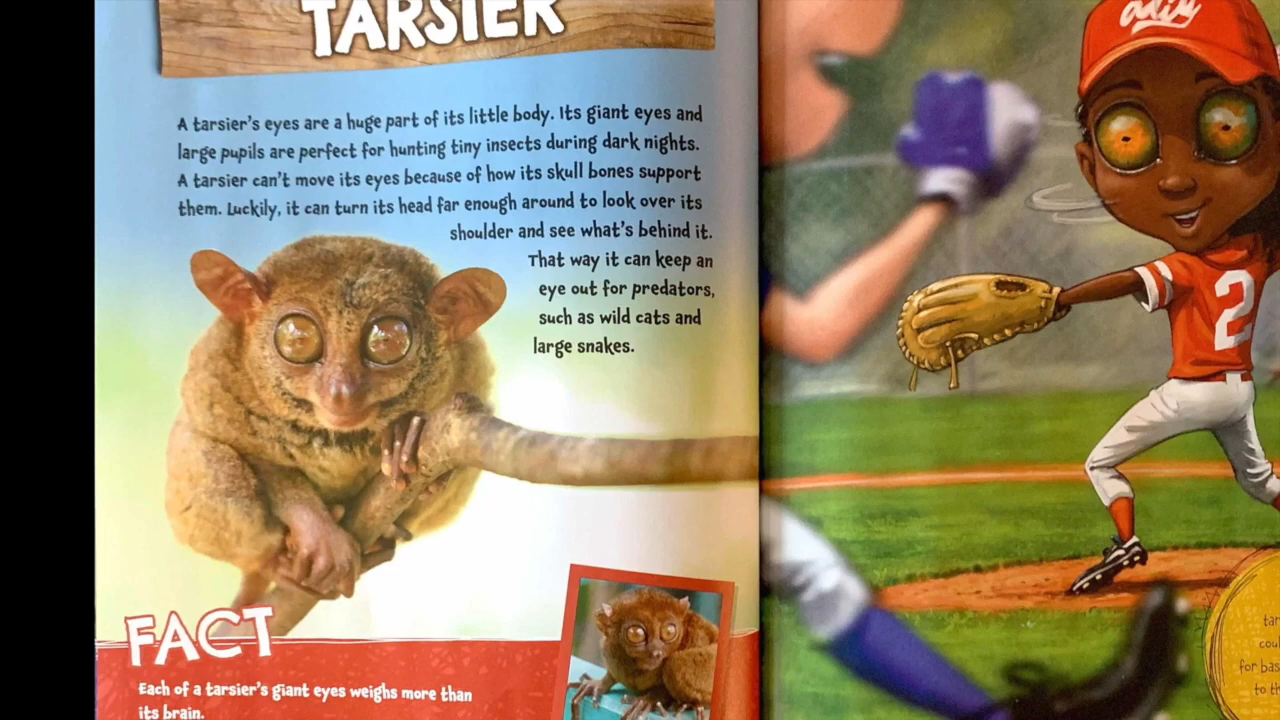 TARSIER
A tarsier's eyes are a huge part of its little body. Its giant eyes and
large pupils are perfect for hunting tiny insects during dark nights.
A tarsier can't move its eyes because of how its skull bones support
them. Luckily, it can turn its head far enough around to look over its
shoulder and see what's behind it.
That way it can keep an
eye out for predators,
such as wild cats and
large snakes.
FACT
Each of a tarsier's giant eyes weighs more than
its brain.
2
for